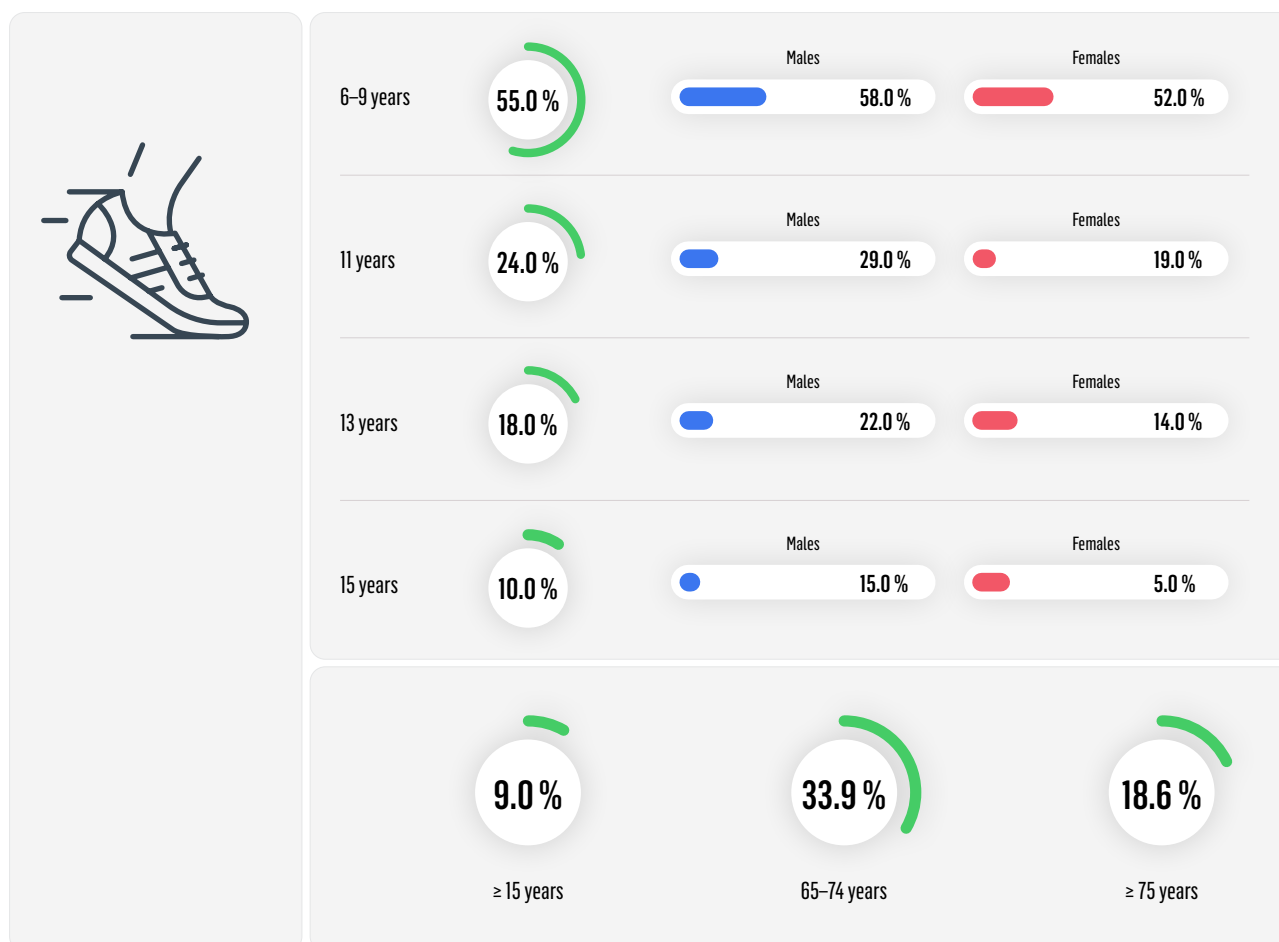 Males Females
6–9 years 55.0 % 58.0 % 52.0 %
Males Females
11 years 24.0 % 29.0 % 19.0 %
Males Females
13 years 18.0 % 22.0 % 14.0 %
Males Females
15 years 10.0 % 15.0 % 5.0 %
9.0 % 33.9 % 18.6 %
≥ 15 years 65–74 years ≥ 75 years